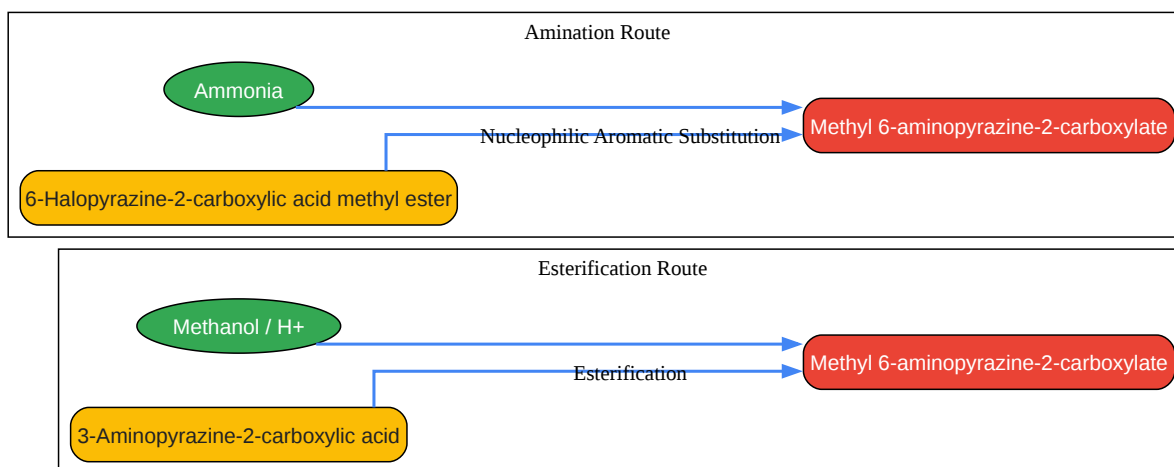 Amination Route
Ammonia
Methyl 6-aminopyrazine-2-carboxylate
Nucleophilic Aromatic Substitution
6-Halopyrazine-2-carboxylic acid methyl ester
Esterification Route
Methanol / H+
Methyl 6-aminopyrazine-2-carboxylate
Esterification
3-Aminopyrazine-2-carboxylic acid